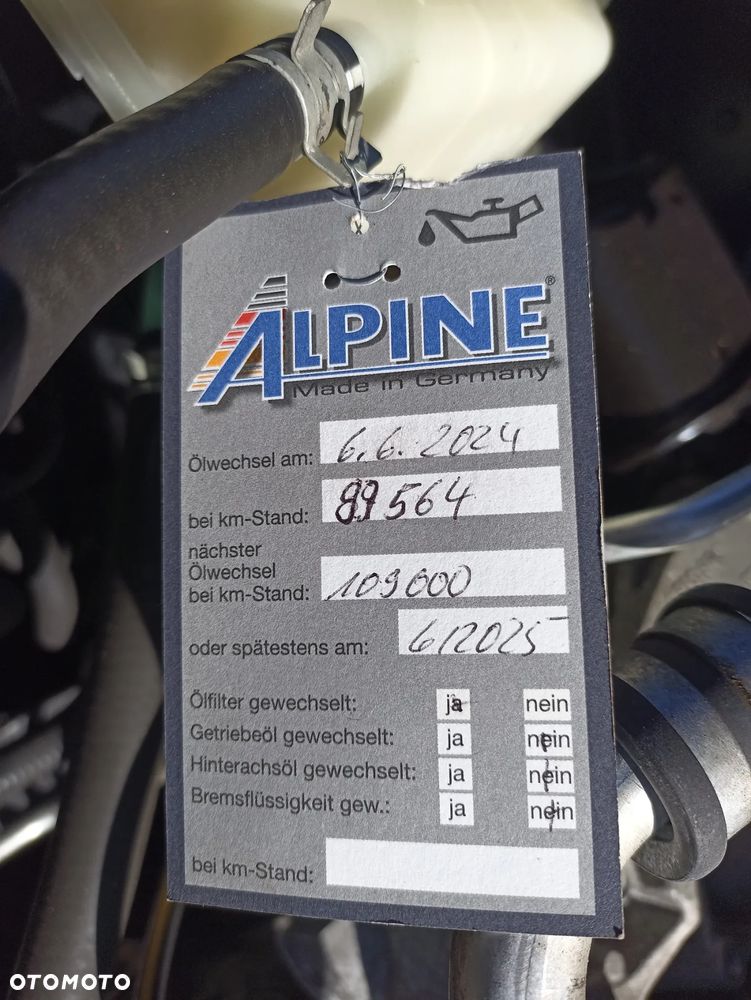 ALPINE®
Made in Germany
Ölwechsel am: 6.6.2024
bei km-Stand: 99564
nächster
Ölwechsel
bei km-Stand: 109000
oder spätestens am: 6/2025
Ölfilter gewechselt: ja nein
Getriebeöl gewechselt: ja nein
Hinterachsöl gewechselt: ja nein
Bremsflüssigkeit gew.: ja nein
bei km-Stand:
OTOMOTO